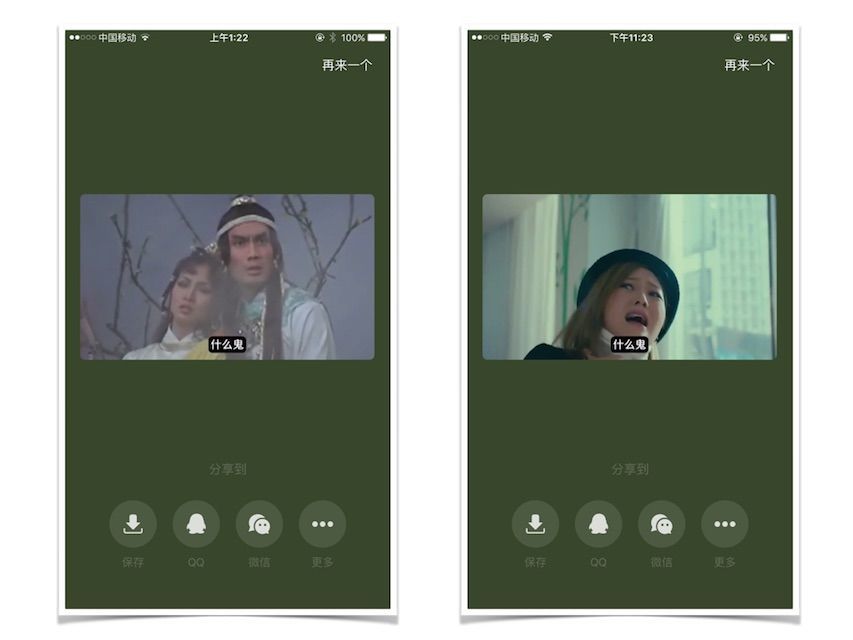 中国移动 上午1:22 100%
再来一个
什么鬼
分享到
保存 QQ 微信 更多
中国移动 下午11:23 95%
再来一个
什么鬼
分享到
保存 QQ 微信 更多